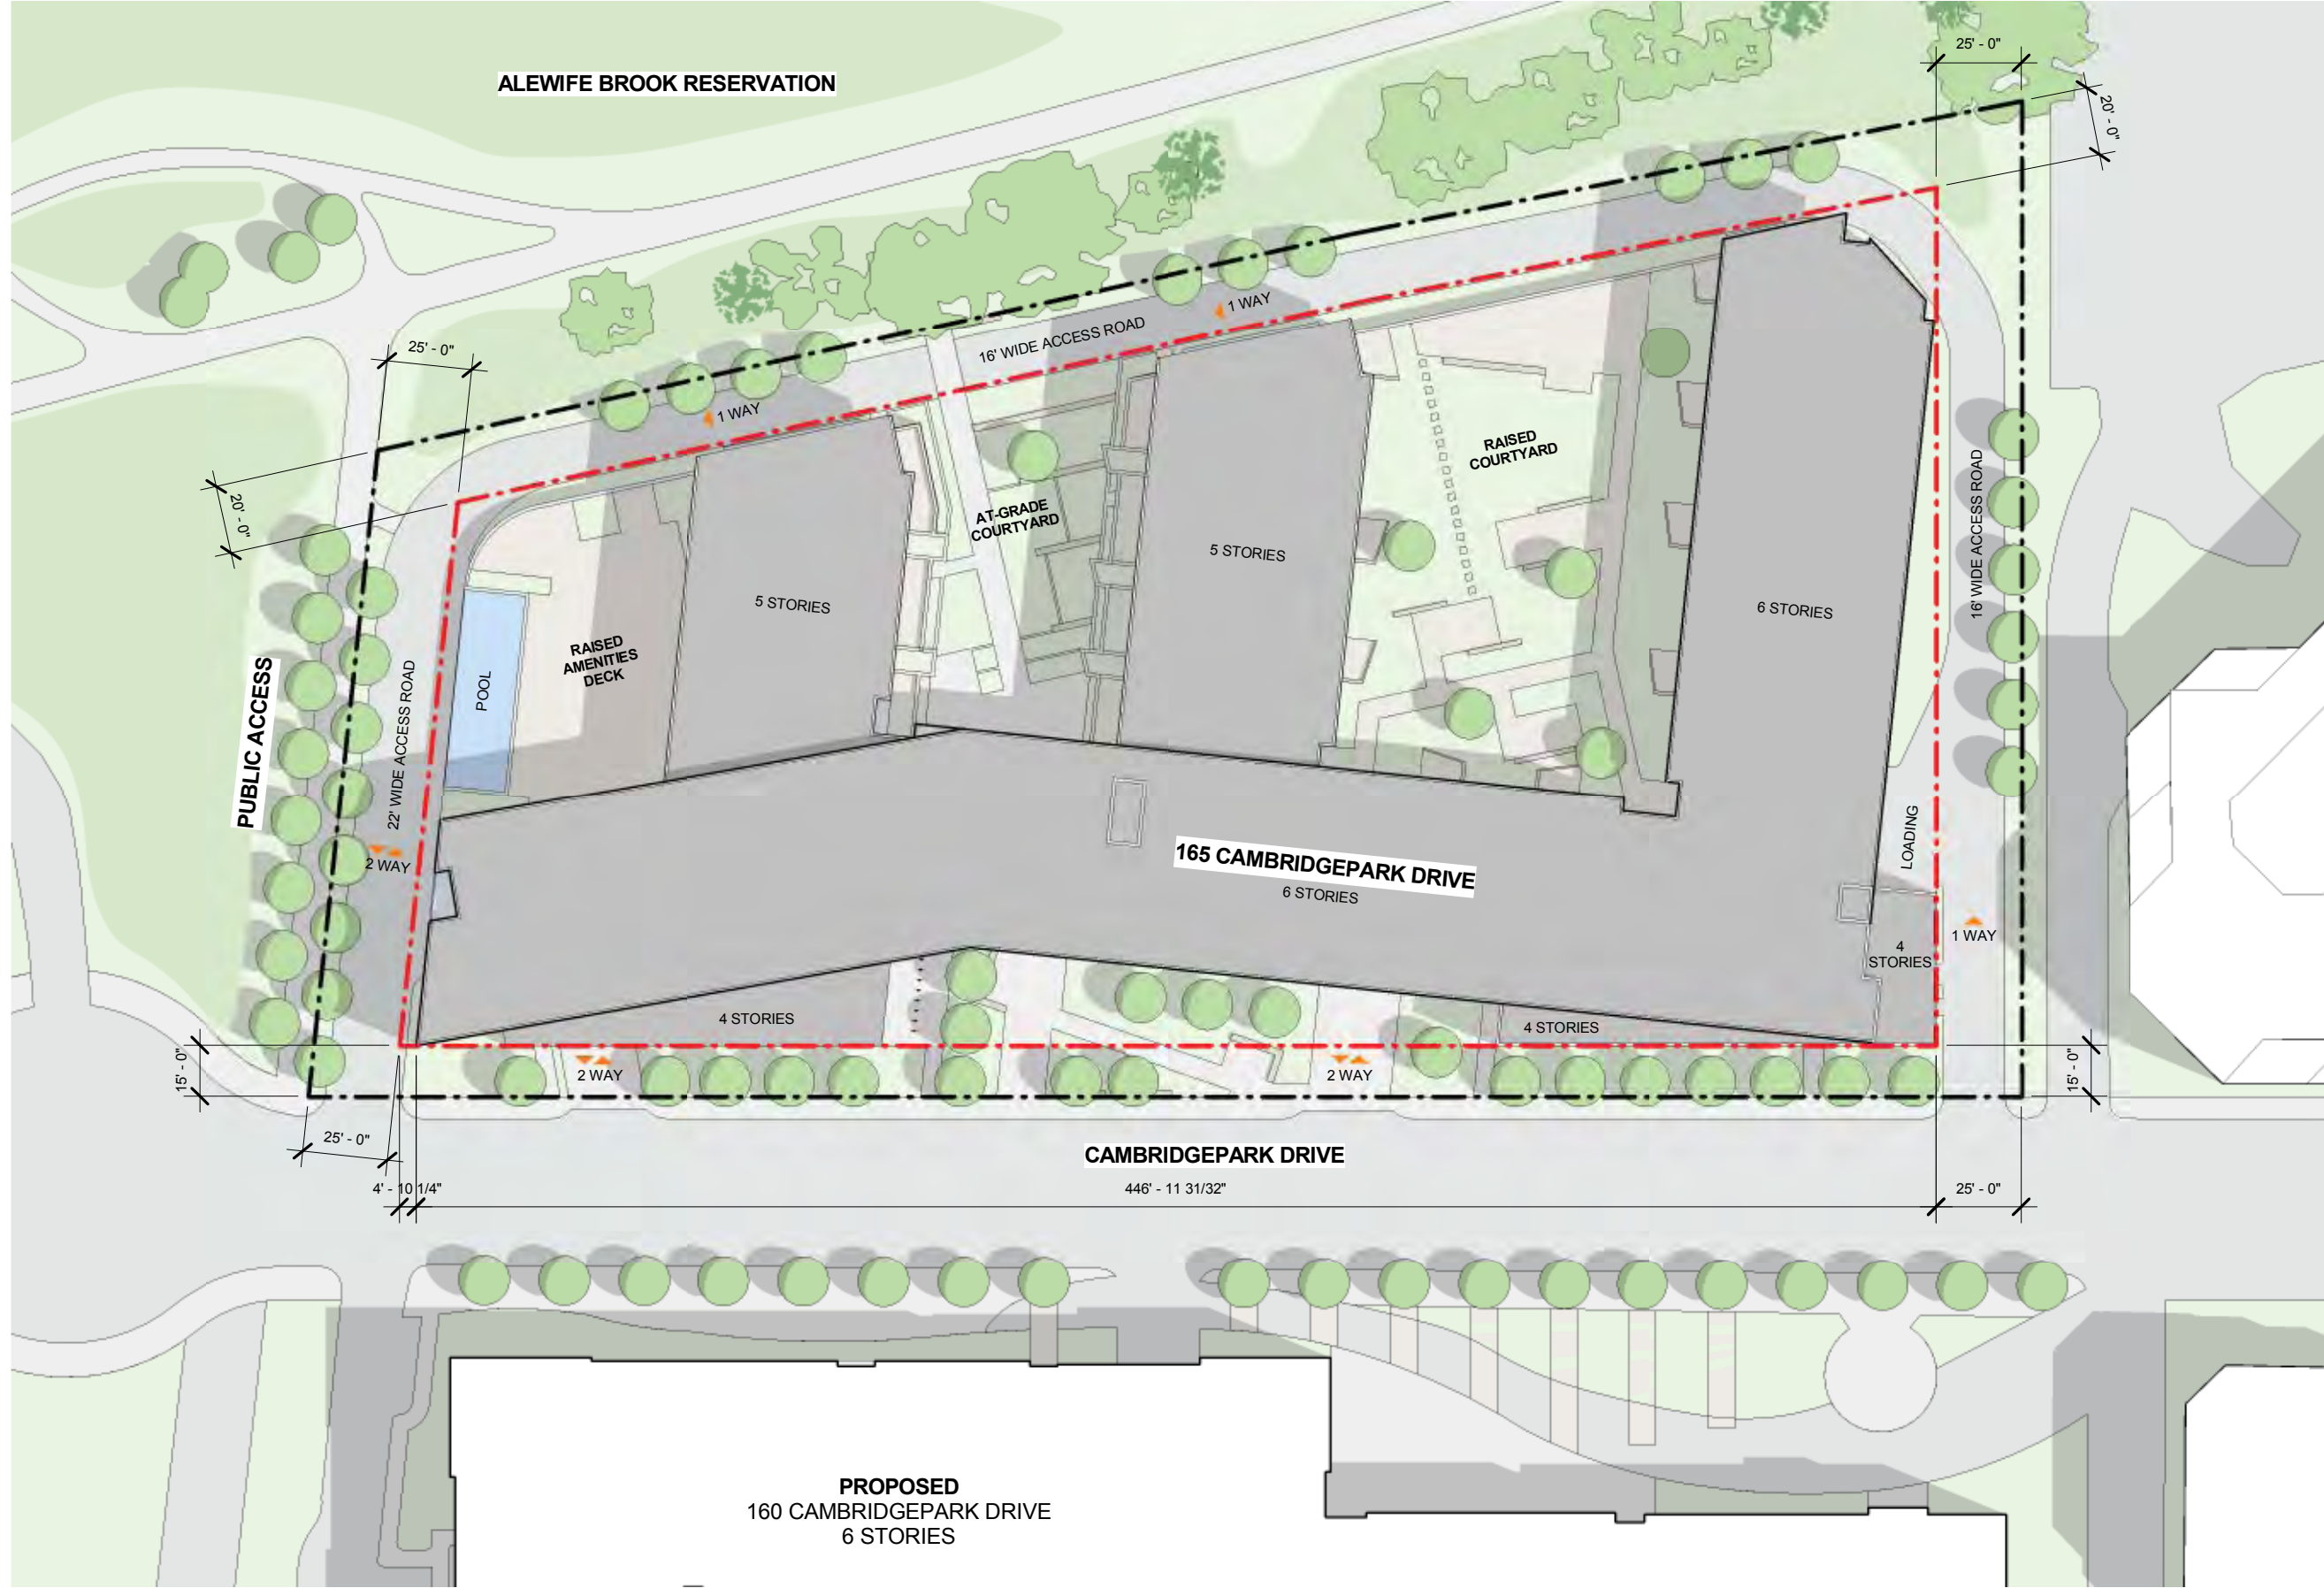 25' - 0"
ALEWIFE BROOK RESERVATION
20' - 0"
1 WAY
16' WIDE ACCESS ROAD
25' - 0"
1 WAY
RAISED
COURTYARD
20' - 0"
AT-GRADE
COURTYARD
16' WIDE ACCESS ROAD
5 STORIES
5 STORIES
6 STORIES
RAISED
AMENITIES
DECK
POOL
PUBLIC ACCESS
22' WIDE ACCESS ROAD
2 WAY
LOADING
165 CAMBRIDGEPARK DRIVE
6 STORIES
1 WAY
4
STORIES
4 STORIES
4 STORIES
15' - 0"
2 WAY
2 WAY
15' - 0"
25' - 0"
CAMBRIDGEPARK DRIVE
4' - 10 1/4"
446' - 11 31/32"
25' - 0"
PROPOSED
160 CAMBRIDGEPARK DRIVE
6 STORIES